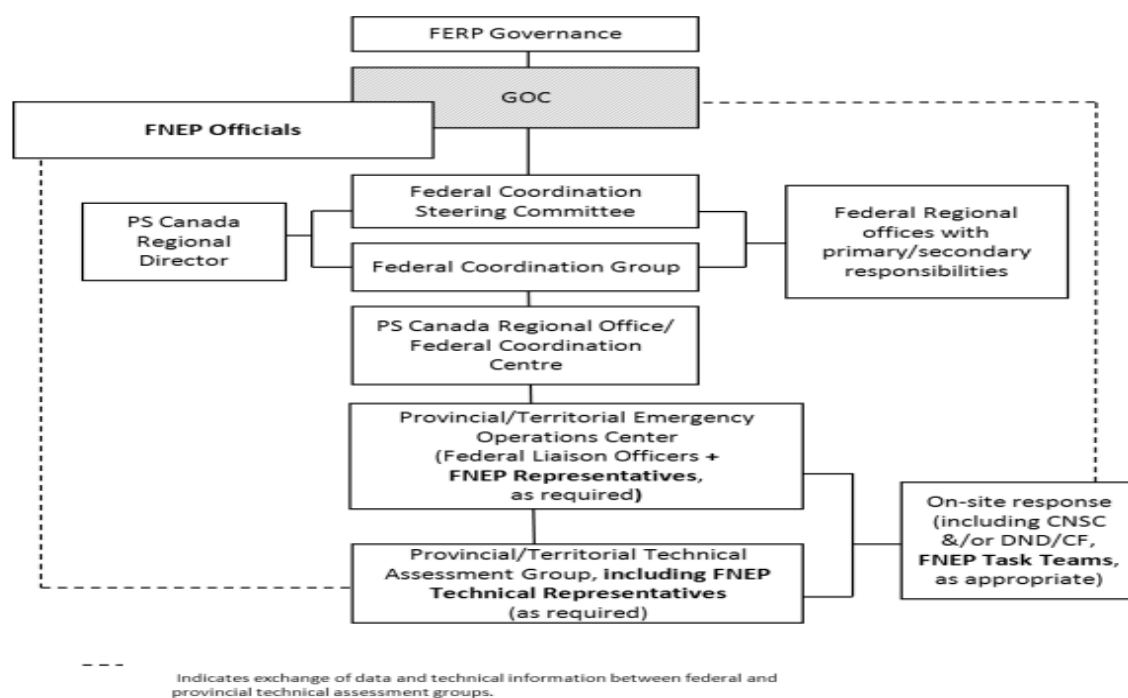 FERP Governance
GOC
FNEP Officials
Federal Coordination
Steering Committee
PS Canada
Regional
Director
Federal Regional
offices with
primary/secondary
responsibilities
Federal Coordination Group
PS Canada Regional Office/
Federal Coordination
Centre
Provincial/Territorial Emergency
Operations Center
(Federal Liaison Officers +
FNEP Representatives,
as required)
On-site response
(including CNSC
&/or DND/CF,
FNEP Task Teams,
as appropriate)
Provincial/Territorial Technical
Assessment Group, including FNEP
Technical Representatives
(as required)
Indicates exchange of data and technical information between federal and
provincial technical assessment groups.